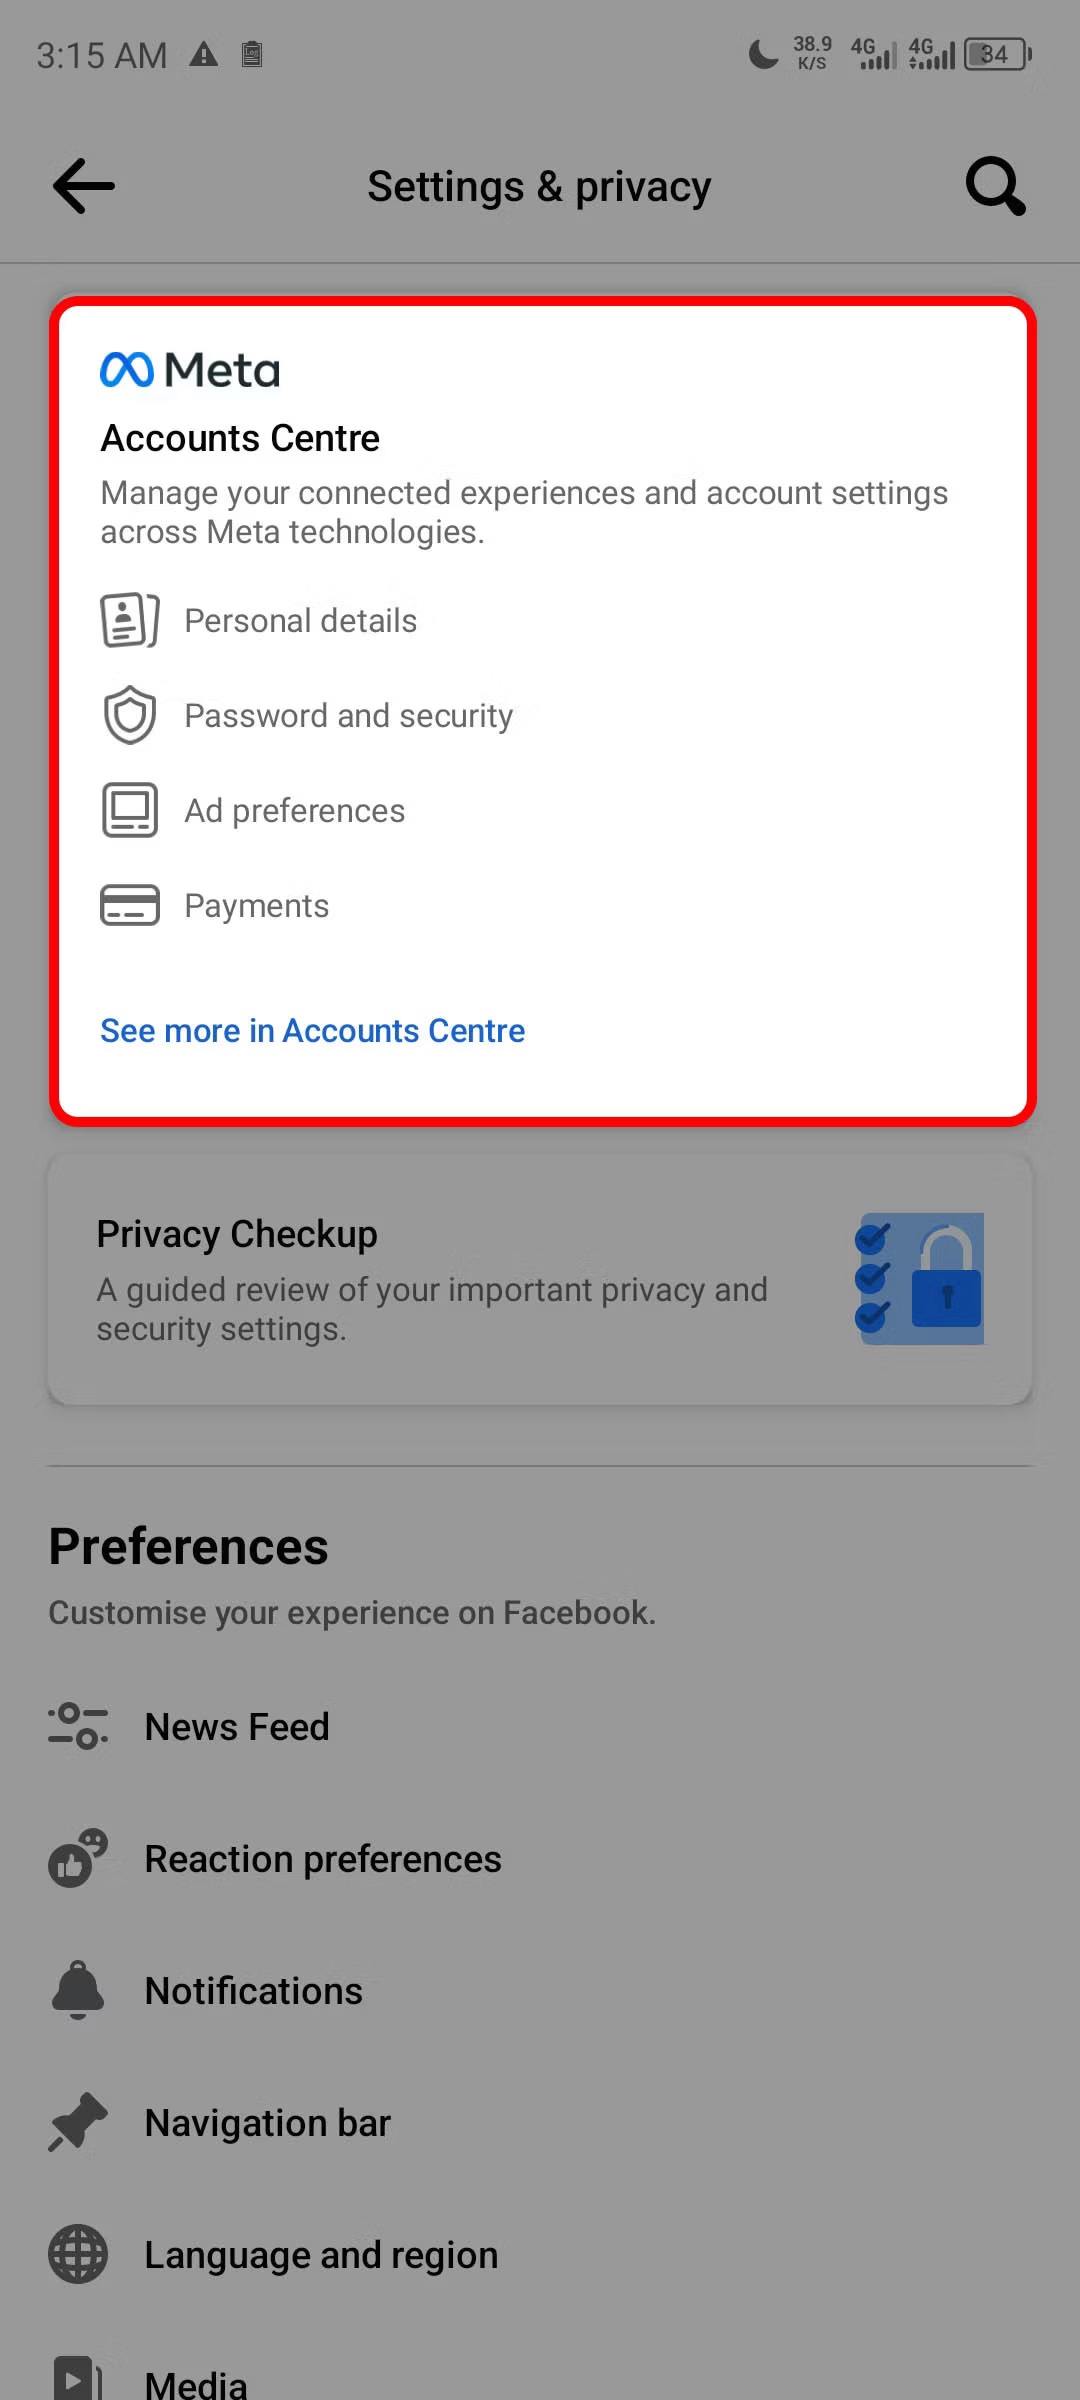 3:15 AM
38.9
K/S
4G
4G
34
Settings & privacy
Meta
Accounts Centre
Manage your connected experiences and account settings
across Meta technologies.
Personal details
Password and security
Ad preferences
Payments
See more in Accounts Centre
Privacy Checkup
A guided review of your important privacy and
security settings.
Preferences
Customise your experience on Facebook.
News Feed
Reaction preferences
Notifications
Navigation bar
Language and region
Media